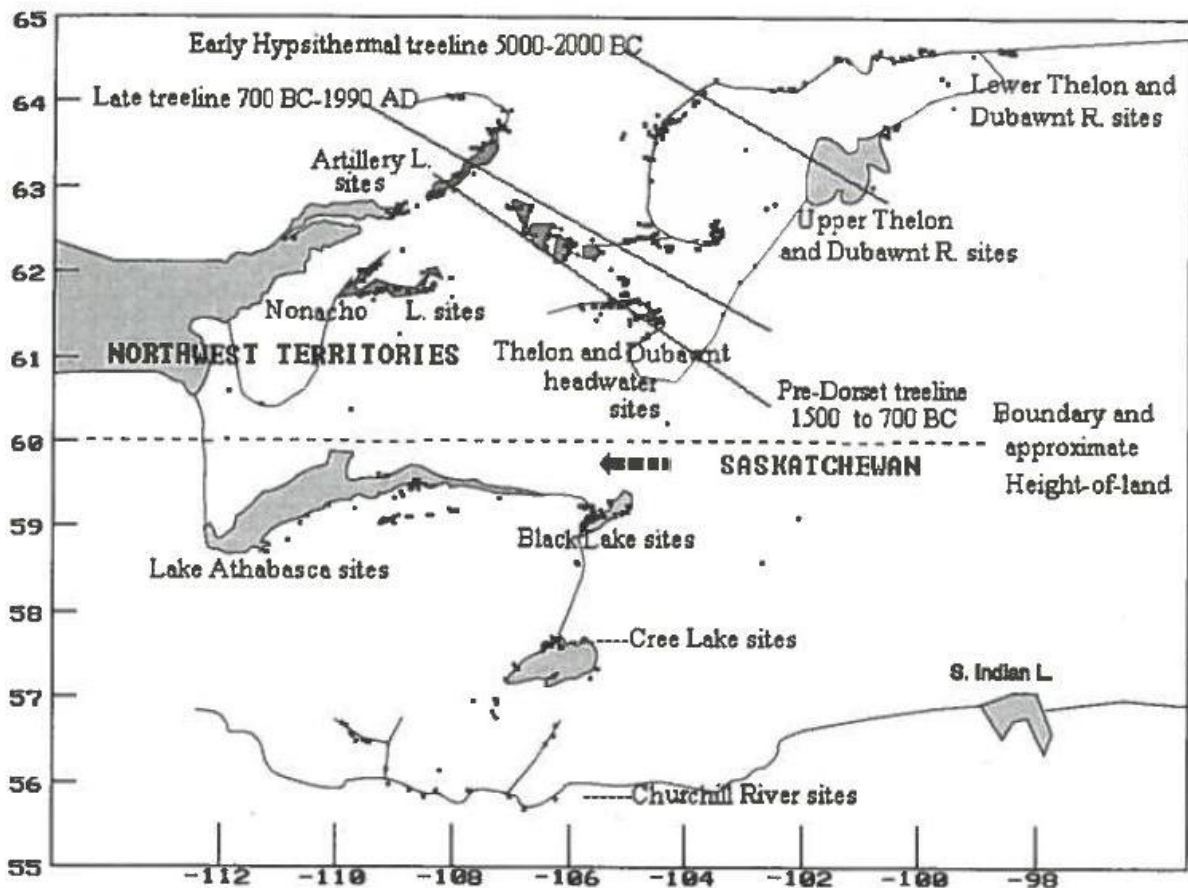 65
Early Hypsithermal treeline 5000-2000 BC
64
Late treeline 700 BC-1990 AD
Lower Thelon and
Dubawnt R. sites
Artillery L.
sites
63
Upper Thelon
and Dubawnt R. sites
62
Nonacho L. sites
61
NORTHWEST TERRITORIES
Thelon and Dubawnt
headwater
sites
Pre-Dorset treeline
1500 to 700 BC
Boundary and
approximate
Height-of-land
60
SASKATCHEWAN
59
Black Lake sites
Lake Athabasca sites
58
Cree Lake sites
S. Indian L.
57
56
Churchill River sites
55
-112 -110 -108 -106 -104 -102 -100 -98